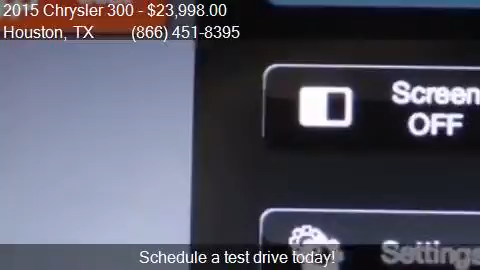 2015 Chrysler 300 - $23,998.00
Houston, TX (866) 451-8395
Screen
OFF
Settings
Schedule a test drive today!